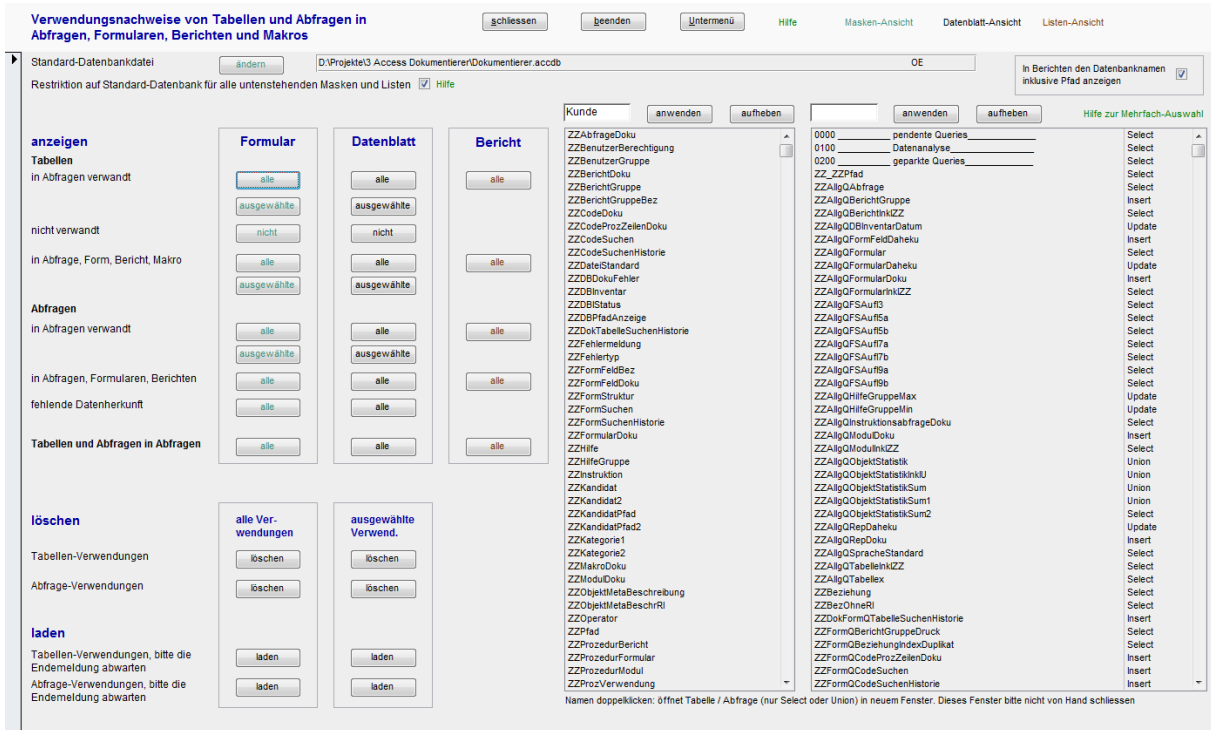 Verwendungsnachweise von Tabellen und Abfragen in
Abfragen, Formularen, Berichten und Makros
schliessen beenden Untermenü Hilfe Masken-Ansicht Datenblatt-Ansicht Listen-Ansicht
Standard-Datenbankdatei ändern D:\Projekte\3 Access Dokumentierer\Dokumentierer.accdb OE
In Berichten den Datenbanknamen
inklusive Pfad anzeigen
Restriktion auf Standard-Datenbank für alle untenstehenden Masken und Listen Hilfe
Kunde anwenden aufheben anwenden aufheben Hilfe zur Mehrfach-Auswahl
anzeigen Formular Datenblatt Bericht
Tabellen
in Abfragen verwandt alle alle alle
ausgewählte ausgewählte
nicht verwandt nicht nicht
in Abfrage, Form, Bericht, Makro alle alle alle
ausgewählte ausgewählte
Abfragen
in Abfragen verwandt alle alle alle
ausgewählte ausgewählte
in Abfragen, Formularen, Berichten alle alle alle
fehlende Datenherkunft alle alle
Tabellen und Abfragen in Abfragen alle alle alle
löschen alle Ver-
wendungen ausgewählte
Verwend.
Tabellen-Verwendungen löschen löschen
Abfrage-Verwendungen löschen löschen
laden
Tabellen-Verwendungen, bitte die
Endemeldung abwarten laden laden
Abfrage-Verwendungen, bitte die
Endemeldung abwarten laden laden
ZZAbfrageDoku
ZZBenutzerBerechtigung
ZZBenutzerGruppe
ZZBerichtDoku
ZZBerichtGruppe
ZZBerichtGruppeBez
ZZCodeDoku
ZZCodeProzZeilenDoku
ZZCodeSuchen
ZZCodeSuchenHistorie
ZZDateiStandard
ZZDBDokuFehler
ZZDBInventar
ZZDBIStatus
ZZDBPfadAnzeige
ZZDokTabelleSuchenHistorie
ZZFehlermeldung
ZZFehlertyp
ZZFormFeldBez
ZZFormFeldDoku
ZZFormStruktur
ZZFormSuchen
ZZFormSuchenHistorie
ZZFormularDoku
ZZHilfe
ZZHilfeGruppe
ZZInstruktion
ZZKandidat
ZZKandidat2
ZZKandidatPfad
ZZKandidatPfad2
ZZKategorie1
ZZKategorie2
ZZMakroDoku
ZZModulDoku
ZZObjektMetaBeschreibung
ZZObjektMetaBeschrRI
ZZOperator
ZZPfad
ZZProzedurBericht
ZZProzedurFormular
ZZProzedurModul
ZZProzVerwendung
0000 __________ pendente Queries_____________ Select
0100 __________ Datenanalyse_______________ Select
0200 __________ geparkte Queries_____________ Select
ZZ_ZZPfad Select
ZZAllgQAbfrage Select
ZZAllgQBerichtGruppe Insert
ZZAllgQBerichtInklZZ Select
ZZAllgQDBInventarDatum Update
ZZAllgQFormFeldDaheku Insert
ZZAllgQFormular Select
ZZAllgQFormularDaheku Update
ZZAllgQFormularDoku Insert
ZZAllgQFormularInklZZ Select
ZZAllgQFSAufl3 Select
ZZAllgQFSAufl5a Select
ZZAllgQFSAufl5b Select
ZZAllgQFSAufl7a Select
ZZAllgQFSAufl7b Select
ZZAllgQFSAufl9a Select
ZZAllgQFSAufl9b Select
ZZAllgQHilfeGruppeMax Update
ZZAllgQHilfeGruppeMin Update
ZZAllgQInstruktionsabfrageDoku Select
ZZAllgQModulDoku Insert
ZZAllgQModulInklZZ Select
ZZAllgQObjektStatistik Union
ZZAllgQObjektStatistikInklU Union
ZZAllgQObjektStatistikSum Union
ZZAllgQObjektStatistikSum1 Union
ZZAllgQObjektStatistikSum2 Select
ZZAllgQRepDaheku Update
ZZAllgQRepDoku Insert
ZZAllgQSpracheStandard Select
ZZAllgQTabelleInklZZ Select
ZZAllgQTabellex Select
ZZBeziehung Select
ZZBezOhneRI Select
ZZDokFormQTabelleSuchenHistorie Insert
ZZFormQBerichtGruppeDruck Select
ZZFormQBeziehungIndexDuplikat Select
ZZFormQCodeProzZeilenDoku Insert
ZZFormQCodeSuchen Insert
ZZFormQCodeSuchenHistorie Insert
Namen doppelklicken: öffnet Tabelle / Abfrage (nur Select oder Union) in neuem Fenster. Dieses Fenster bitte nicht von Hand schliessen